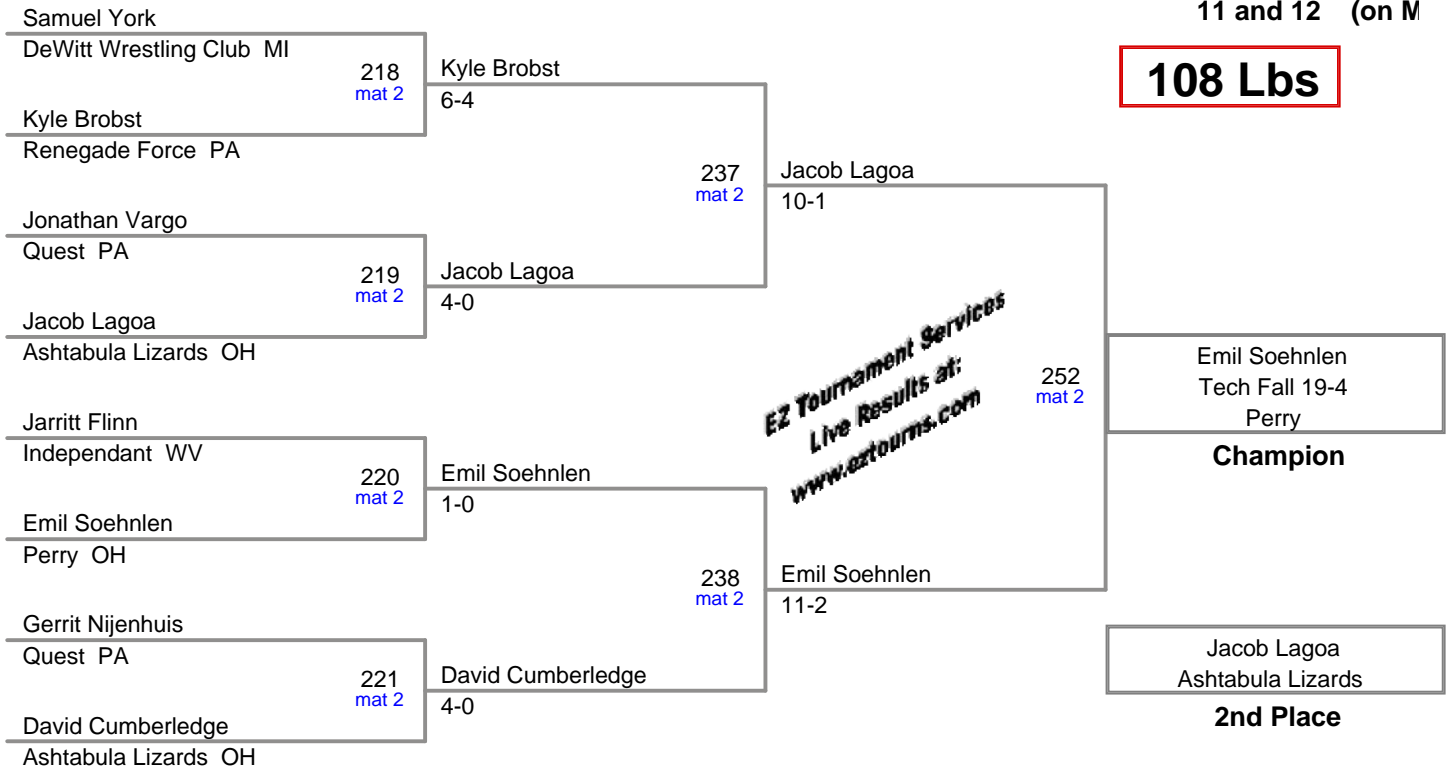 11 and 12 (on
108 Lbs
Samuel York
DeWitt Wrestling Club MI
218
mat 2
Kyle Brobst
6-4
Kyle Brobst
Renegade Force PA
237
mat 2
Jacob Lagoa
10-1
Jonathan Vargo
Quest PA
219
mat 2
Jacob Lagoa
4-0
Jacob Lagoa
Ashtabula Lizards OH
EZ Tournament Services
Live Results at:
www.eztourns.com
252
mat 2
Emil Soehnlen
Tech Fall 19-4
Perry
Champion
Jarritt Flinn
Independant WV
220
mat 2
Emil Soehnlen
1-0
Emil Soehnlen
Perry OH
238
mat 2
Emil Soehnlen
11-2
Gerrit Nijenhuis
Quest PA
221
mat 2
David Cumberledge
4-0
David Cumberledge
Ashtabula Lizards OH
Jacob Lagoa
Ashtabula Lizards
2nd Place